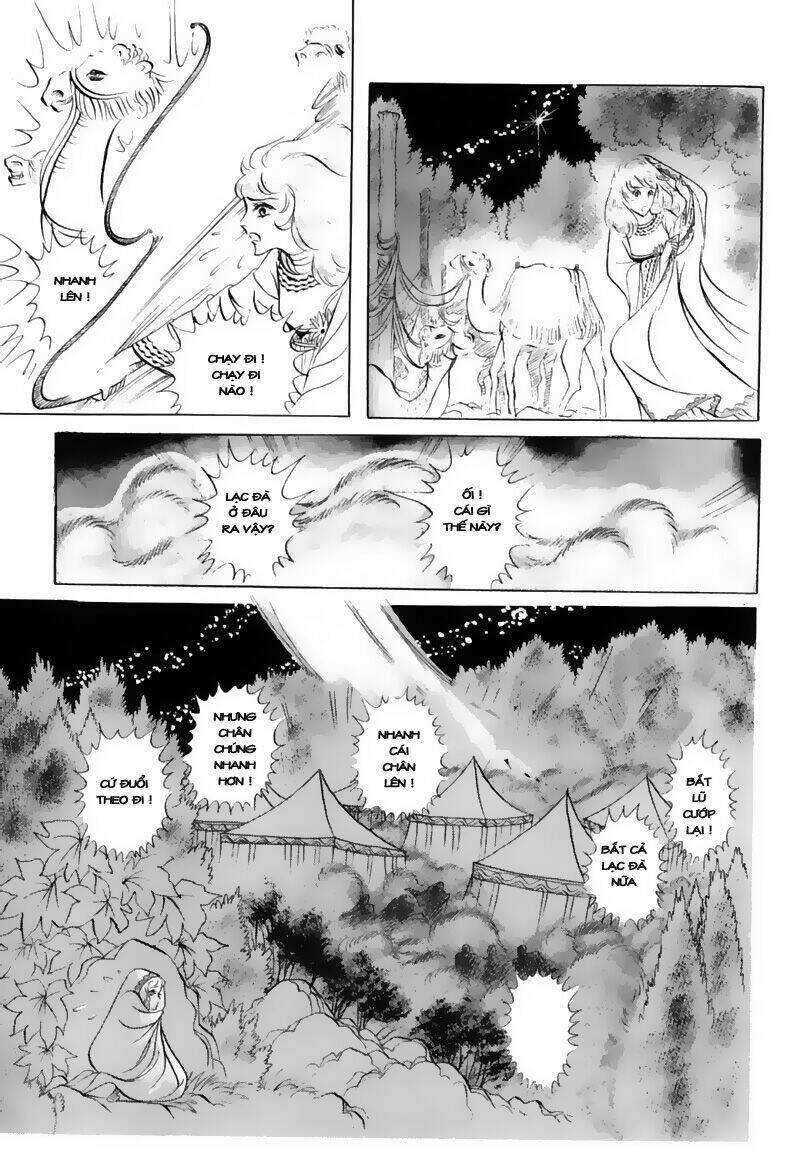 NHANH
LÊN !
CHẠY ĐI !
CHẠY ĐI
NÀO !
LẠC ĐÀ
Ở ĐÂU
RA VẬY?
ỐI !
CÁI GÌ
THẾ NÀY?
CỨ ĐUỔI
THEO ĐI !
NHƯNG
CHÂN
CHÚNG
NHANH
HƠN !
NHANH
CÁI
CHÂN
LÊN !
BẮT
LŨ
CƯỚP
LẠI !
BẮT CẢ
LẠC ĐÀ
NỮA